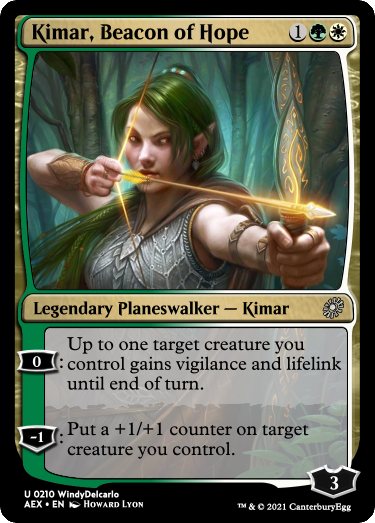 Kimar, Beacon of Hope 1
Legendary Planeswalker — Kimar
0: Up to one target creature you
control gains vigilance and lifelink
until end of turn.
-1: Put a +1/+1 counter on target
creature you control.
3
U 0210 WindyDelcarlo
AEX • EN Howard Lyon
™ & © 2021 CanterburyEgg